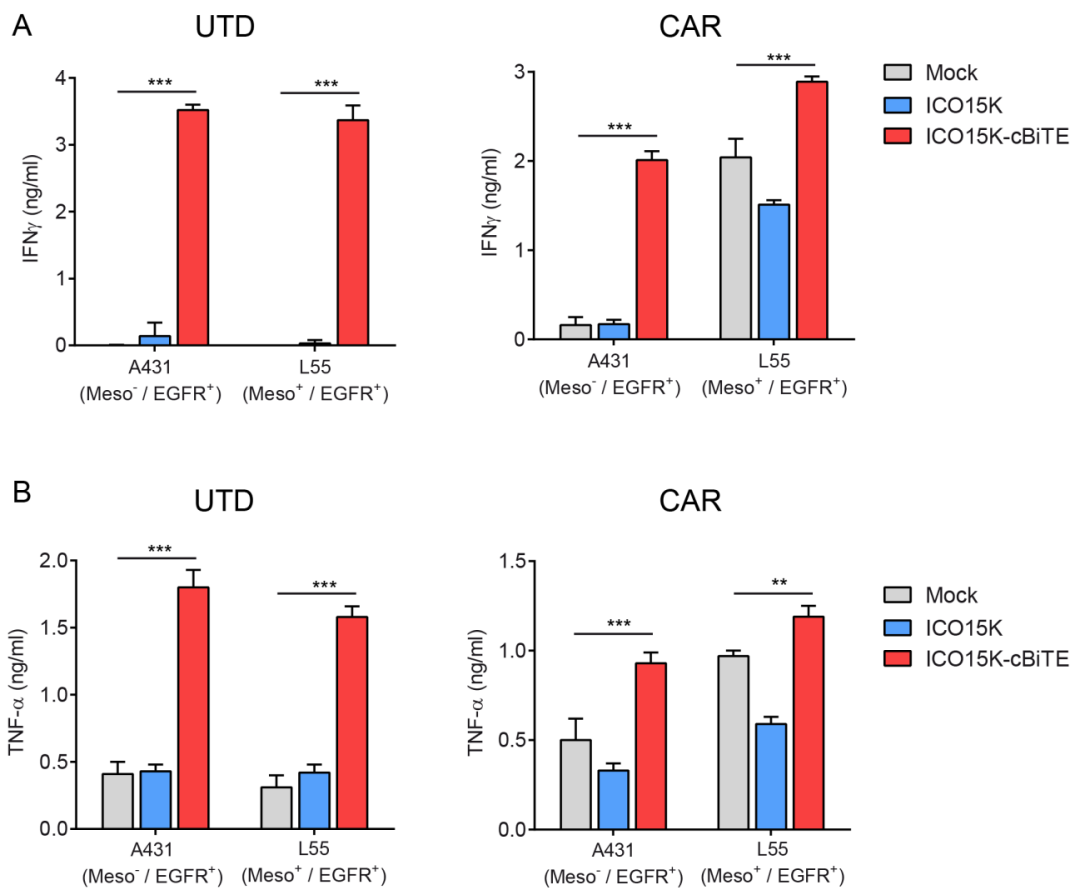 A
UTD
CAR
IFNγ (ng/ml)
4
3
2
1
0
***
***
A431
L55
(Meso⁻ / EGFR⁺)
(Meso⁺ / EGFR⁺)
IFNγ (ng/ml)
3
2
1
0
***
***
A431
L55
(Meso⁻ / EGFR⁺)
(Meso⁺ / EGFR⁺)
Mock
ICO15K
ICO15K-cBiTE
B
UTD
CAR
TNF-α (ng/ml)
2.0
1.5
1.0
0.5
0.0
***
***
A431
L55
(Meso⁻ / EGFR⁺)
(Meso⁺ / EGFR⁺)
TNF-α (ng/ml)
1.5
1.0
0.5
0.0
***
**
A431
L55
(Meso⁻ / EGFR⁺)
(Meso⁺ / EGFR⁺)
Mock
ICO15K
ICO15K-cBiTE